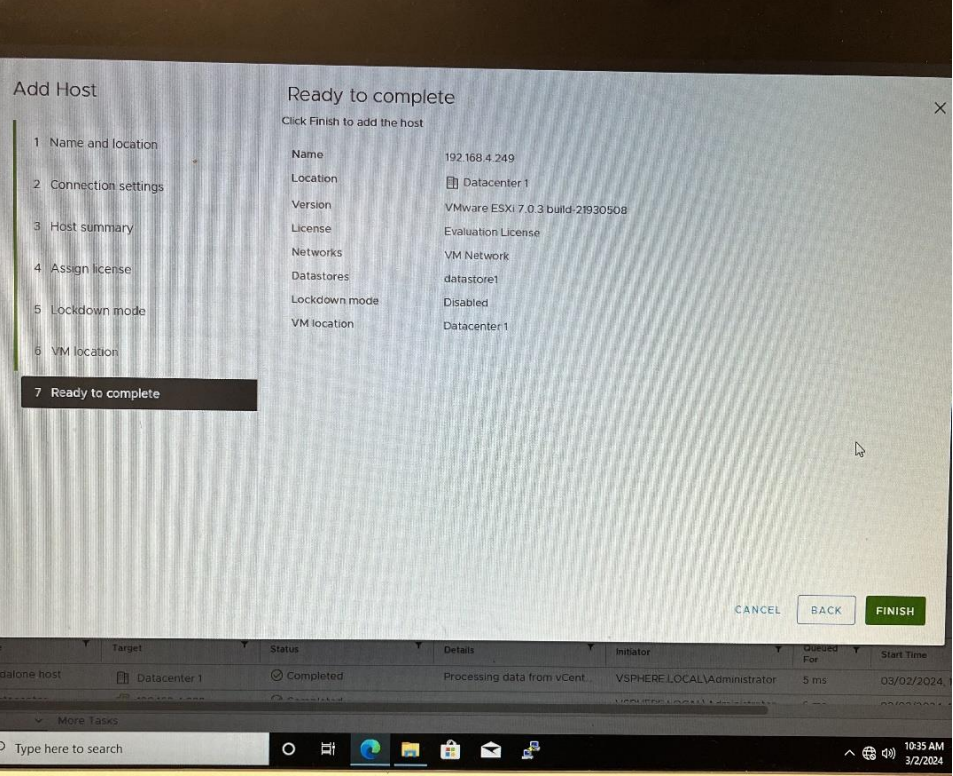 Add Host
1 Name and location
2 Connection settings
3 Host summary
4 Assign license
5 Lockdown mode
6 VM location
7 Ready to complete
Ready to complete
Click Finish to add the host
Name 192.168.4.249
Location Datacenter 1
Version VMware ESXi 7.0.3 build-21930508
License Evaluation License
Networks VM Network
Datastores datastore1
Lockdown mode Disabled
VM location Datacenter 1
CANCEL BACK FINISH
Target Status Details Initiator Queued For Start Time
dalone host Datacenter 1 Completed Processing data from vCent... VSPHERE.LOCAL\Administrator 5 ms 03/02/2024, 1
More Tasks
Type here to search
10:35 AM
3/2/2024